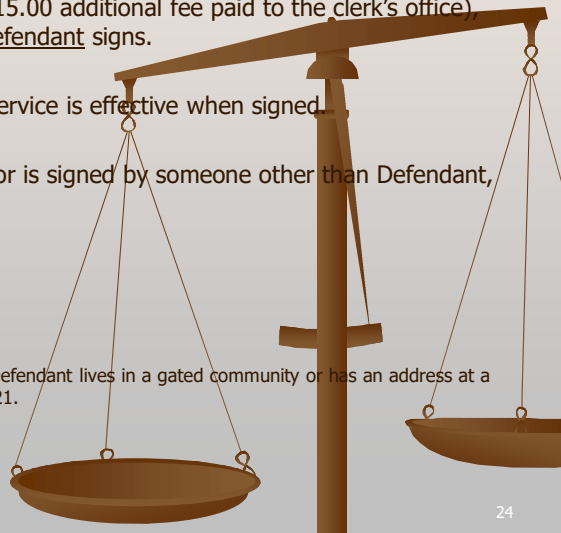 15.00 additional fee paid to the clerk's office),
efendant signs.
ervice is effective when signed.
or is signed by someone other than Defendant,
efendant lives in a gated community or has an address at a
21.
24